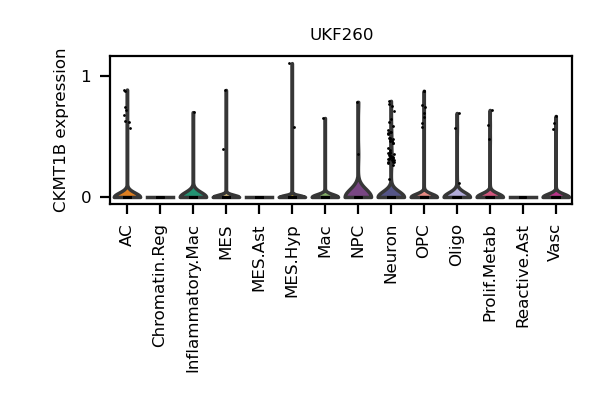 UKF260
CKMT1B expression
1
0
AC
Chromatin.Reg
Inflammatory.Mac
MES
MES.Ast
MES.Hyp
Mac
NPC
Neuron
OPC
Oligo
Prolif.Metab
Reactive.Ast
Vasc